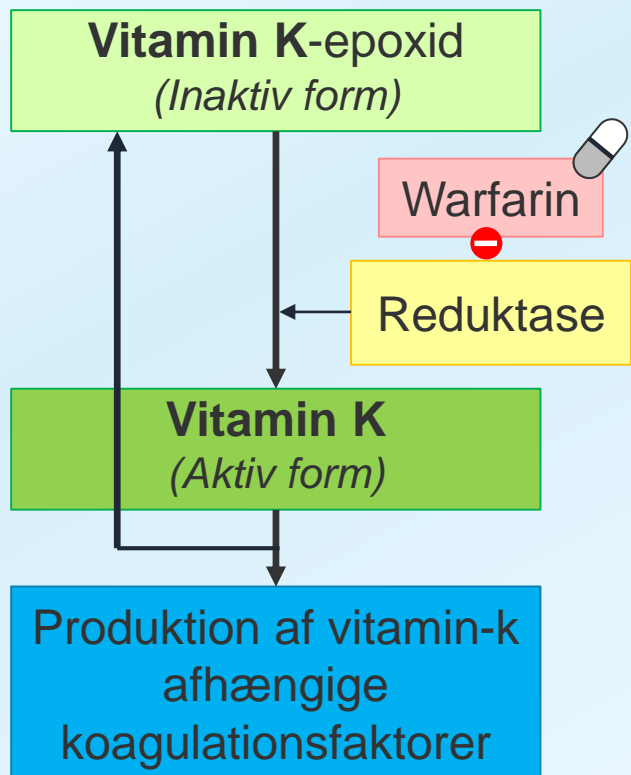 Vitamin K-epoxid
(Inaktiv form)
Warfarin
Reduktase
Vitamin K
(Aktiv form)
Produktion af vitamin-k
afhængige
koagulationsfaktorer